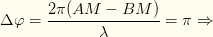 Δφ = 2π(AM − BM)/λ = π ⇒